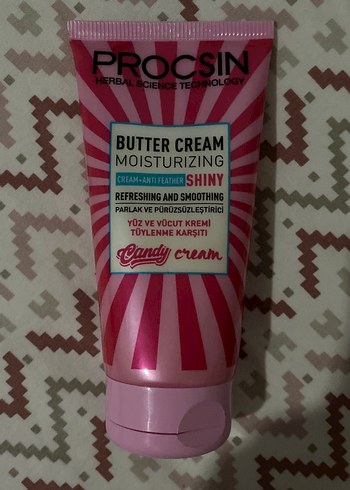 PROCSIN
HERBAL SCIENCE TECHNOLOGY
BUTTER CREAM
MOISTURIZING
CREAM+ANTI FEATHER SHINY
REFRESHING AND SMOOTHING
PARLAK VE PÜRÜZSÜZLEŞTİRİCİ
YÜZ VE VÜCUT KREMİ
TÜYLENME KARŞITI
Candy cream